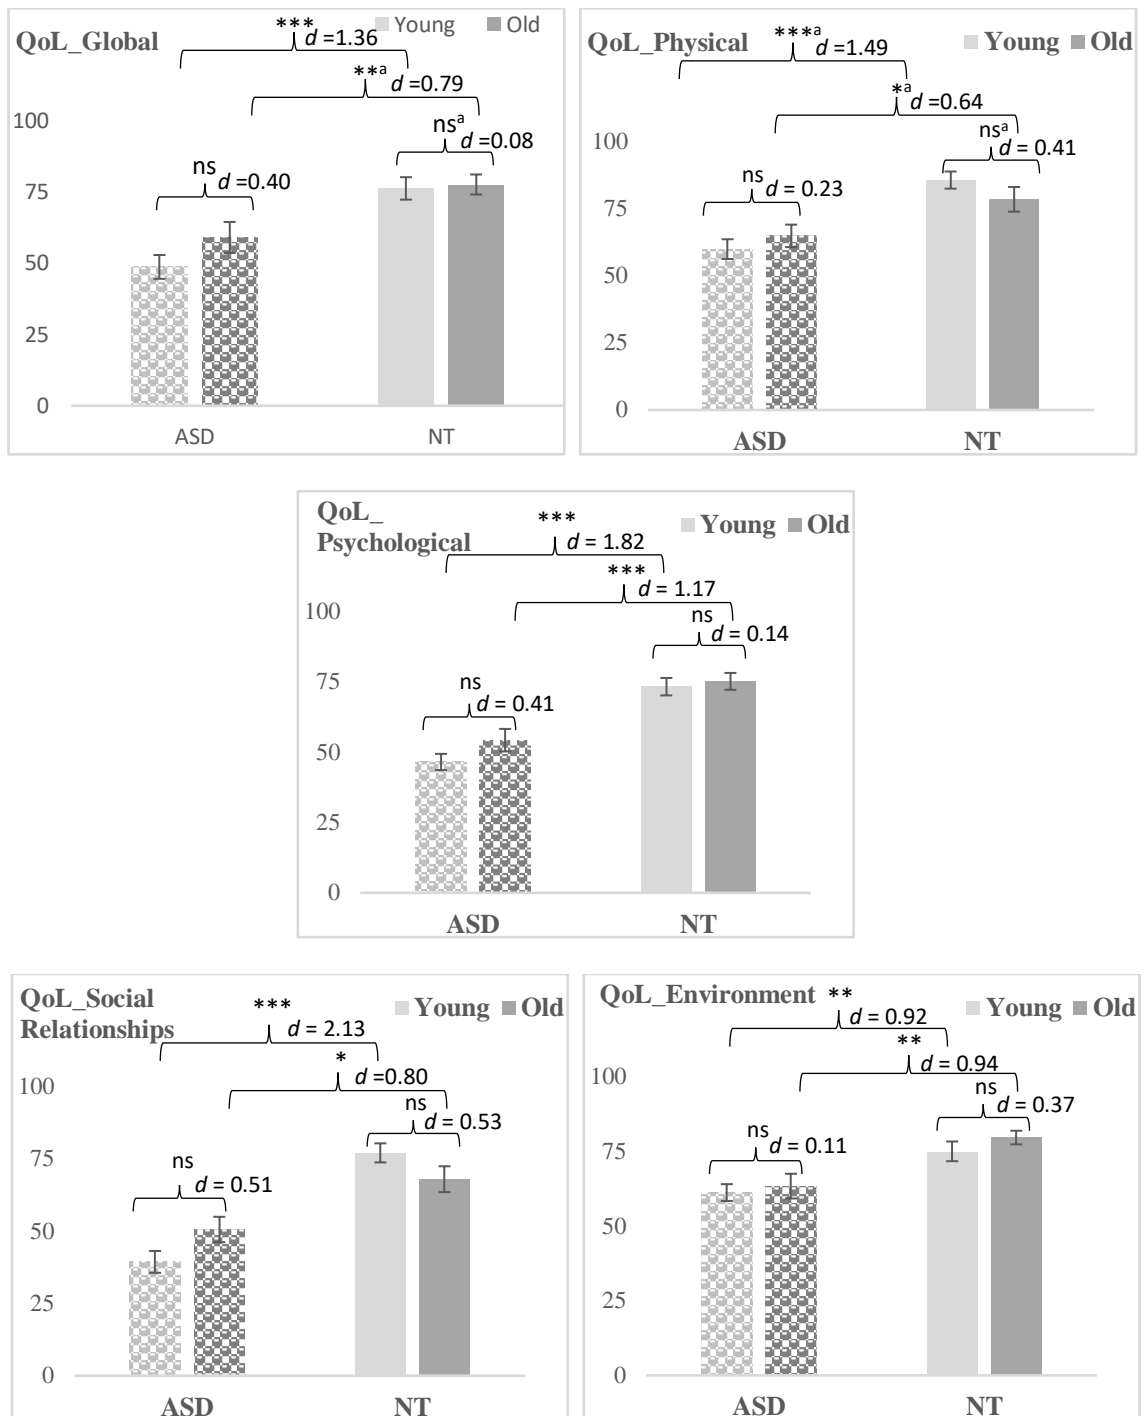 QoL_Global
*** d =1.36
Young Old
**a d =0.79
nsa d =0.08
ns d =0.40
100
75
50
25
0
ASD NT
QoL_Physical
***a d =1.49
Young Old
*a d =0.64
nsa d = 0.41
ns d = 0.23
100
75
50
25
0
ASD NT
QoL_
Psychological
*** d = 1.82
Young Old
*** d = 1.17
ns d = 0.14
ns d = 0.41
100
75
50
25
0
ASD NT
QoL_Social
Relationships
*** d = 2.13
Young Old
* d =0.80
ns d = 0.53
ns d = 0.51
100
75
50
25
0
ASD NT
QoL_Environment
** d = 0.92
Young Old
** d = 0.94
ns d = 0.37
ns d = 0.11
100
75
50
25
0
ASD NT